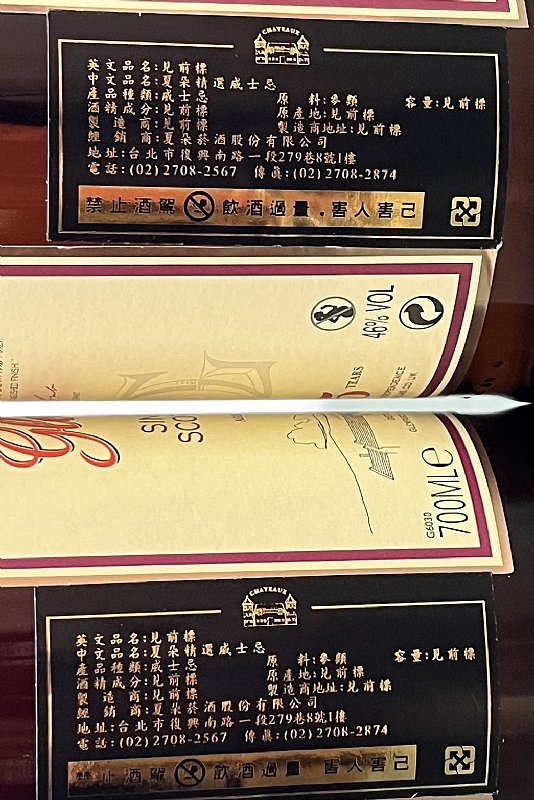 CHATEAUX
英文品名:見前標
中文品名:夏朵精選威士忌
產品種類:威士忌 原料:麥類 容量:見前標
酒精成分:見前標 原產地:見前標
製造商:見前標 製造商地址:見前標
經銷商:夏朵菸酒股份有限公司
地址:台北市復興南路一段279巷8號1樓
電話:(02)2708-2567 傳真:(02)2708-2874
禁止酒駕 飲酒過量.害人害己
46% VOL
YEARS
SIN
SCO
G6030
700ML e
CHATEAUX
英文品名:見前標
中文品名:夏朵精選威士忌
產品種類:威士忌 原料:麥類 容量:見前標
酒精成分:見前標 原產地:見前標
製造商:見前標 製造商地址:見前標
經銷商:夏朵菸酒股份有限公司
地址:台北市復興南路一段279巷8號1樓
電話:(02)2708-2567 傳真:(02)2708-2874
禁止酒駕 飲酒過量 害人害己